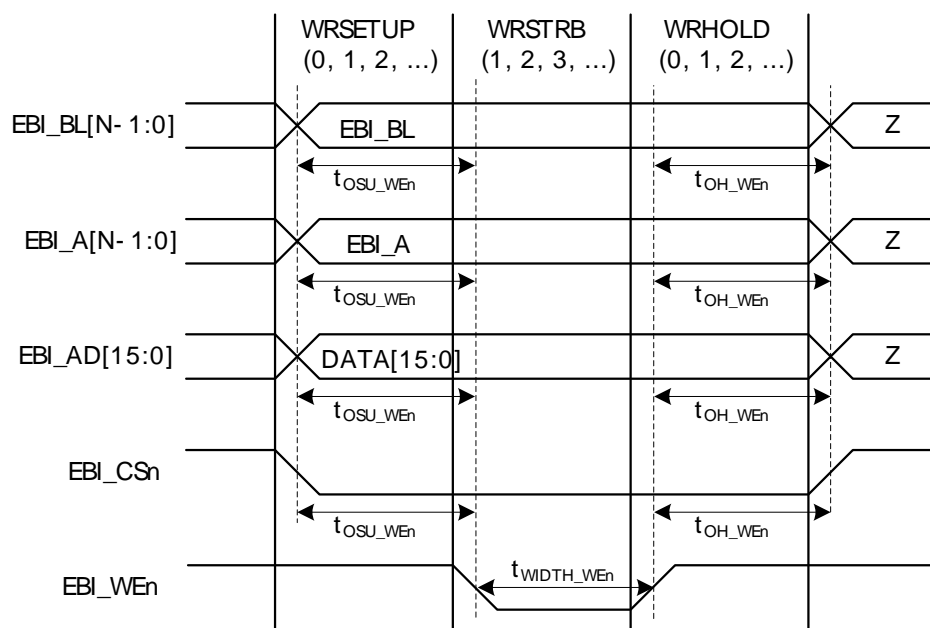 WRSETUP WRSTRB WRHOLD
(0, 1, 2, ...) (1, 2, 3, ...) (0, 1, 2, ...)
EBI_BL[N-1:0] EBI_BL Z
tOSU_WEn tOH_WEn
EBI_A[N-1:0] EBI_A Z
tOSU_WEn tOH_WEn
EBI_AD[15:0] DATA[15:0] Z
tOSU_WEn tOH_WEn
EBI_CSn
tOSU_WEn tOH_WEn
EBI_WEn tWIDTH_WEn